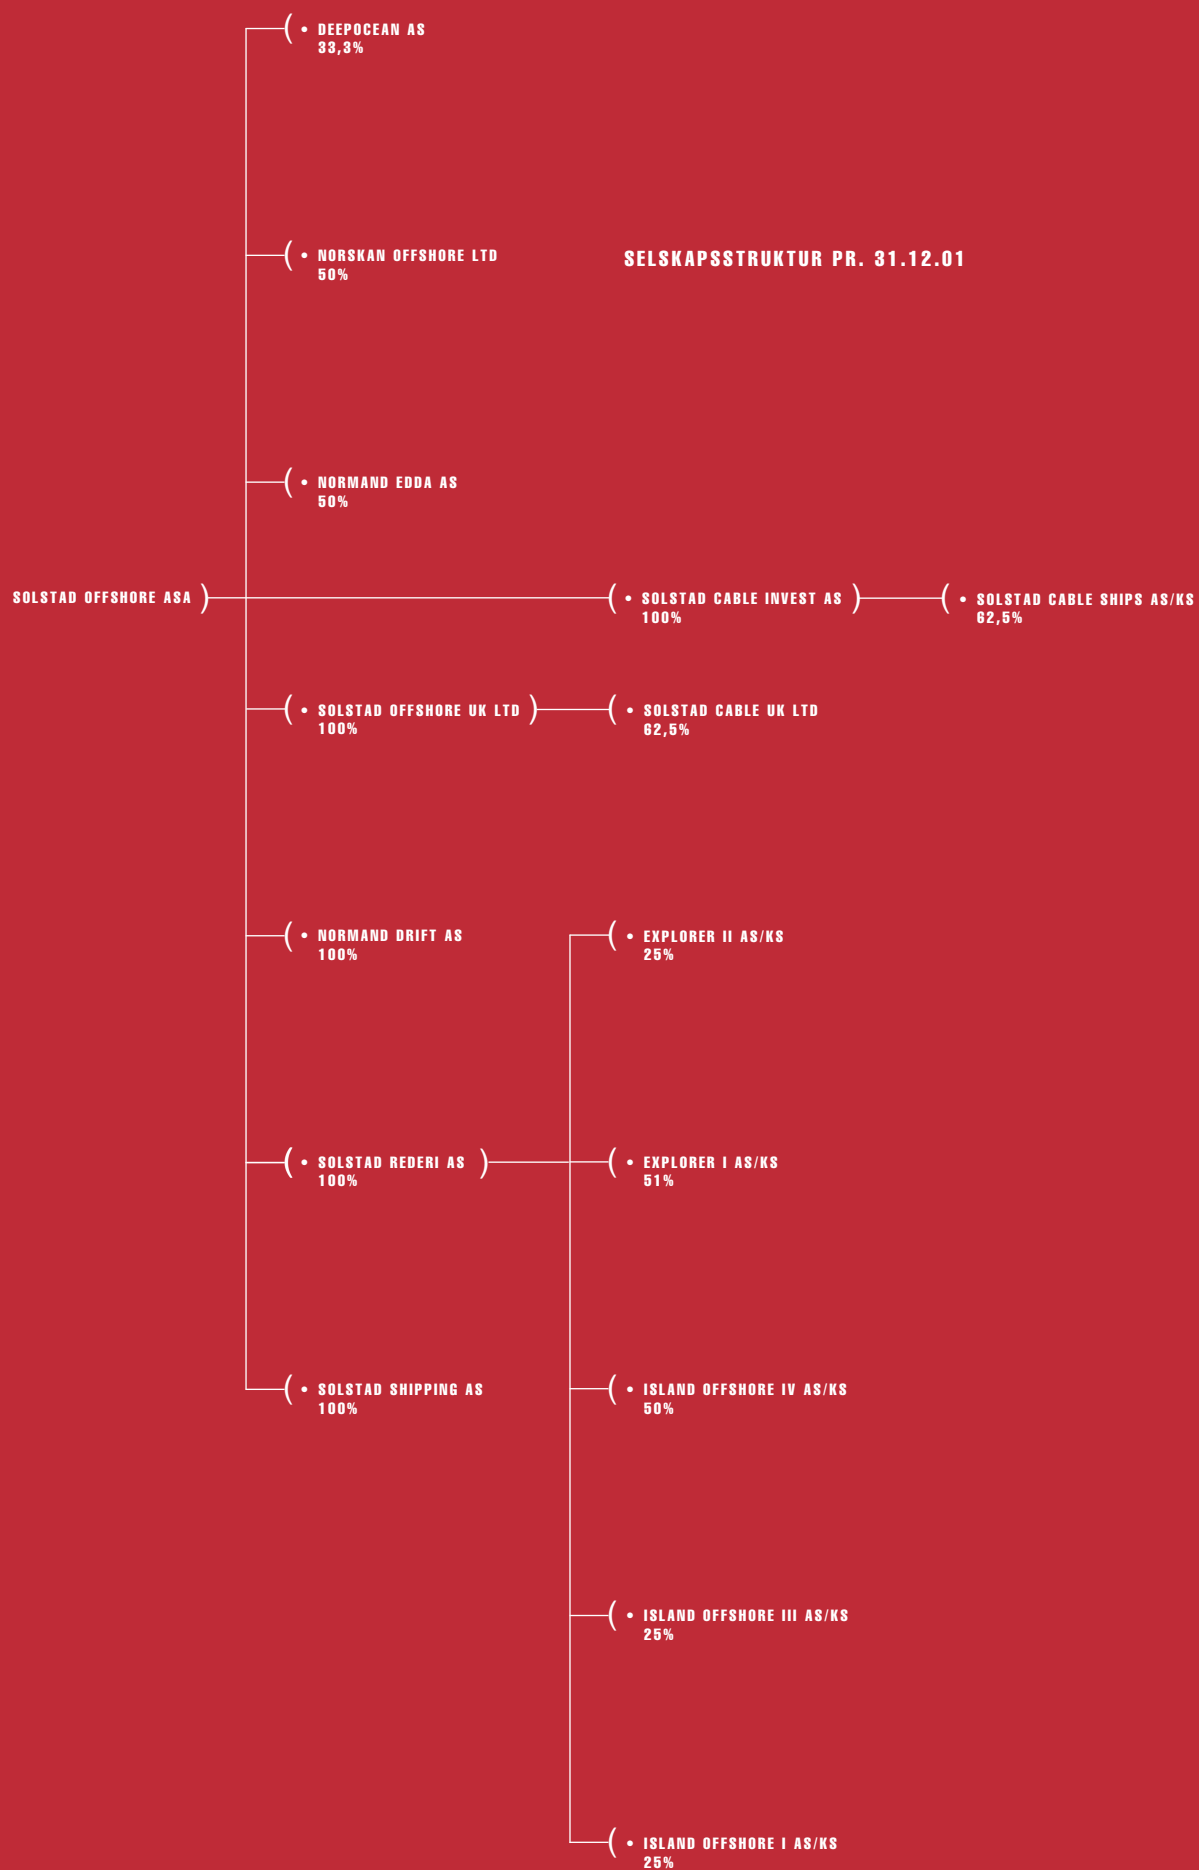 • DEEPOCEAN AS
33,3%
• NORSKAN OFFSHORE LTD
50%
SELSKAPSSTRUKTUR PR. 31.12.01
• NORMAND EDDA AS
50%
SOLSTAD OFFSHORE ASA
• SOLSTAD CABLE INVEST AS
100%
• SOLSTAD CABLE SHIPS AS/KS
62,5%
• SOLSTAD OFFSHORE UK LTD
100%
• SOLSTAD CABLE UK LTD
62,5%
• NORMAND DRIFT AS
100%
• EXPLORER II AS/KS
25%
• SOLSTAD REDERI AS
100%
• EXPLORER I AS/KS
51%
• SOLSTAD SHIPPING AS
100%
• ISLAND OFFSHORE IV AS/KS
50%
• ISLAND OFFSHORE III AS/KS
25%
• ISLAND OFFSHORE I AS/KS
25%